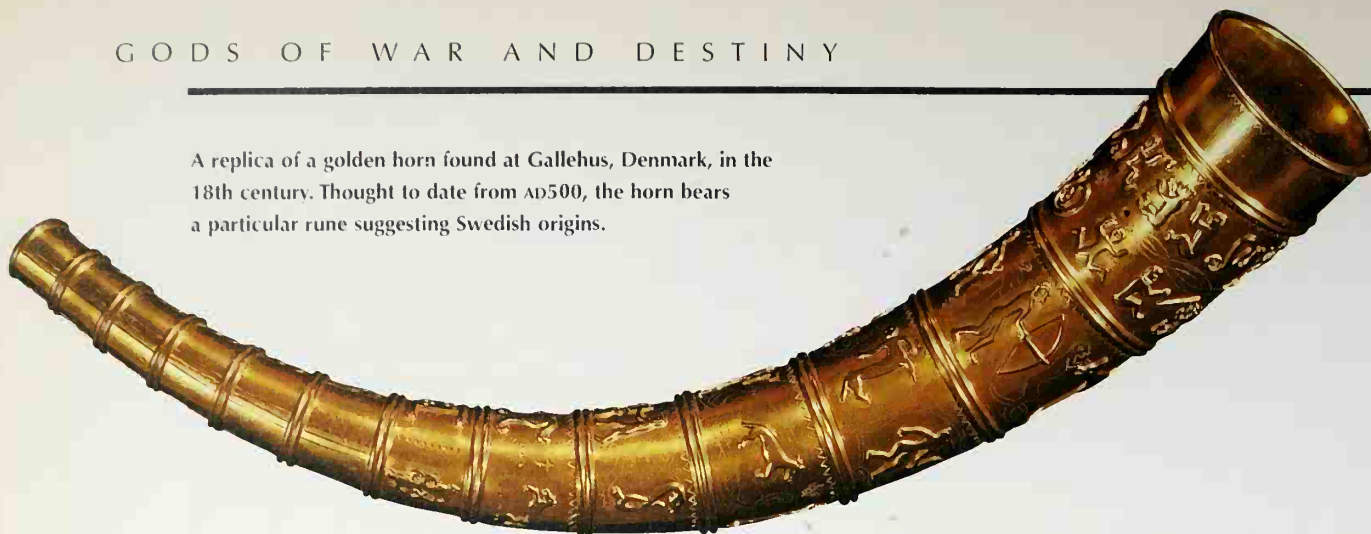 GODS OF WAR AND DESTINY
A replica of a golden horn found at Gallehus, Denmark, in the
18th century. Thought to date from AD500, the horn bears
a particular rune suggesting Swedish origins.